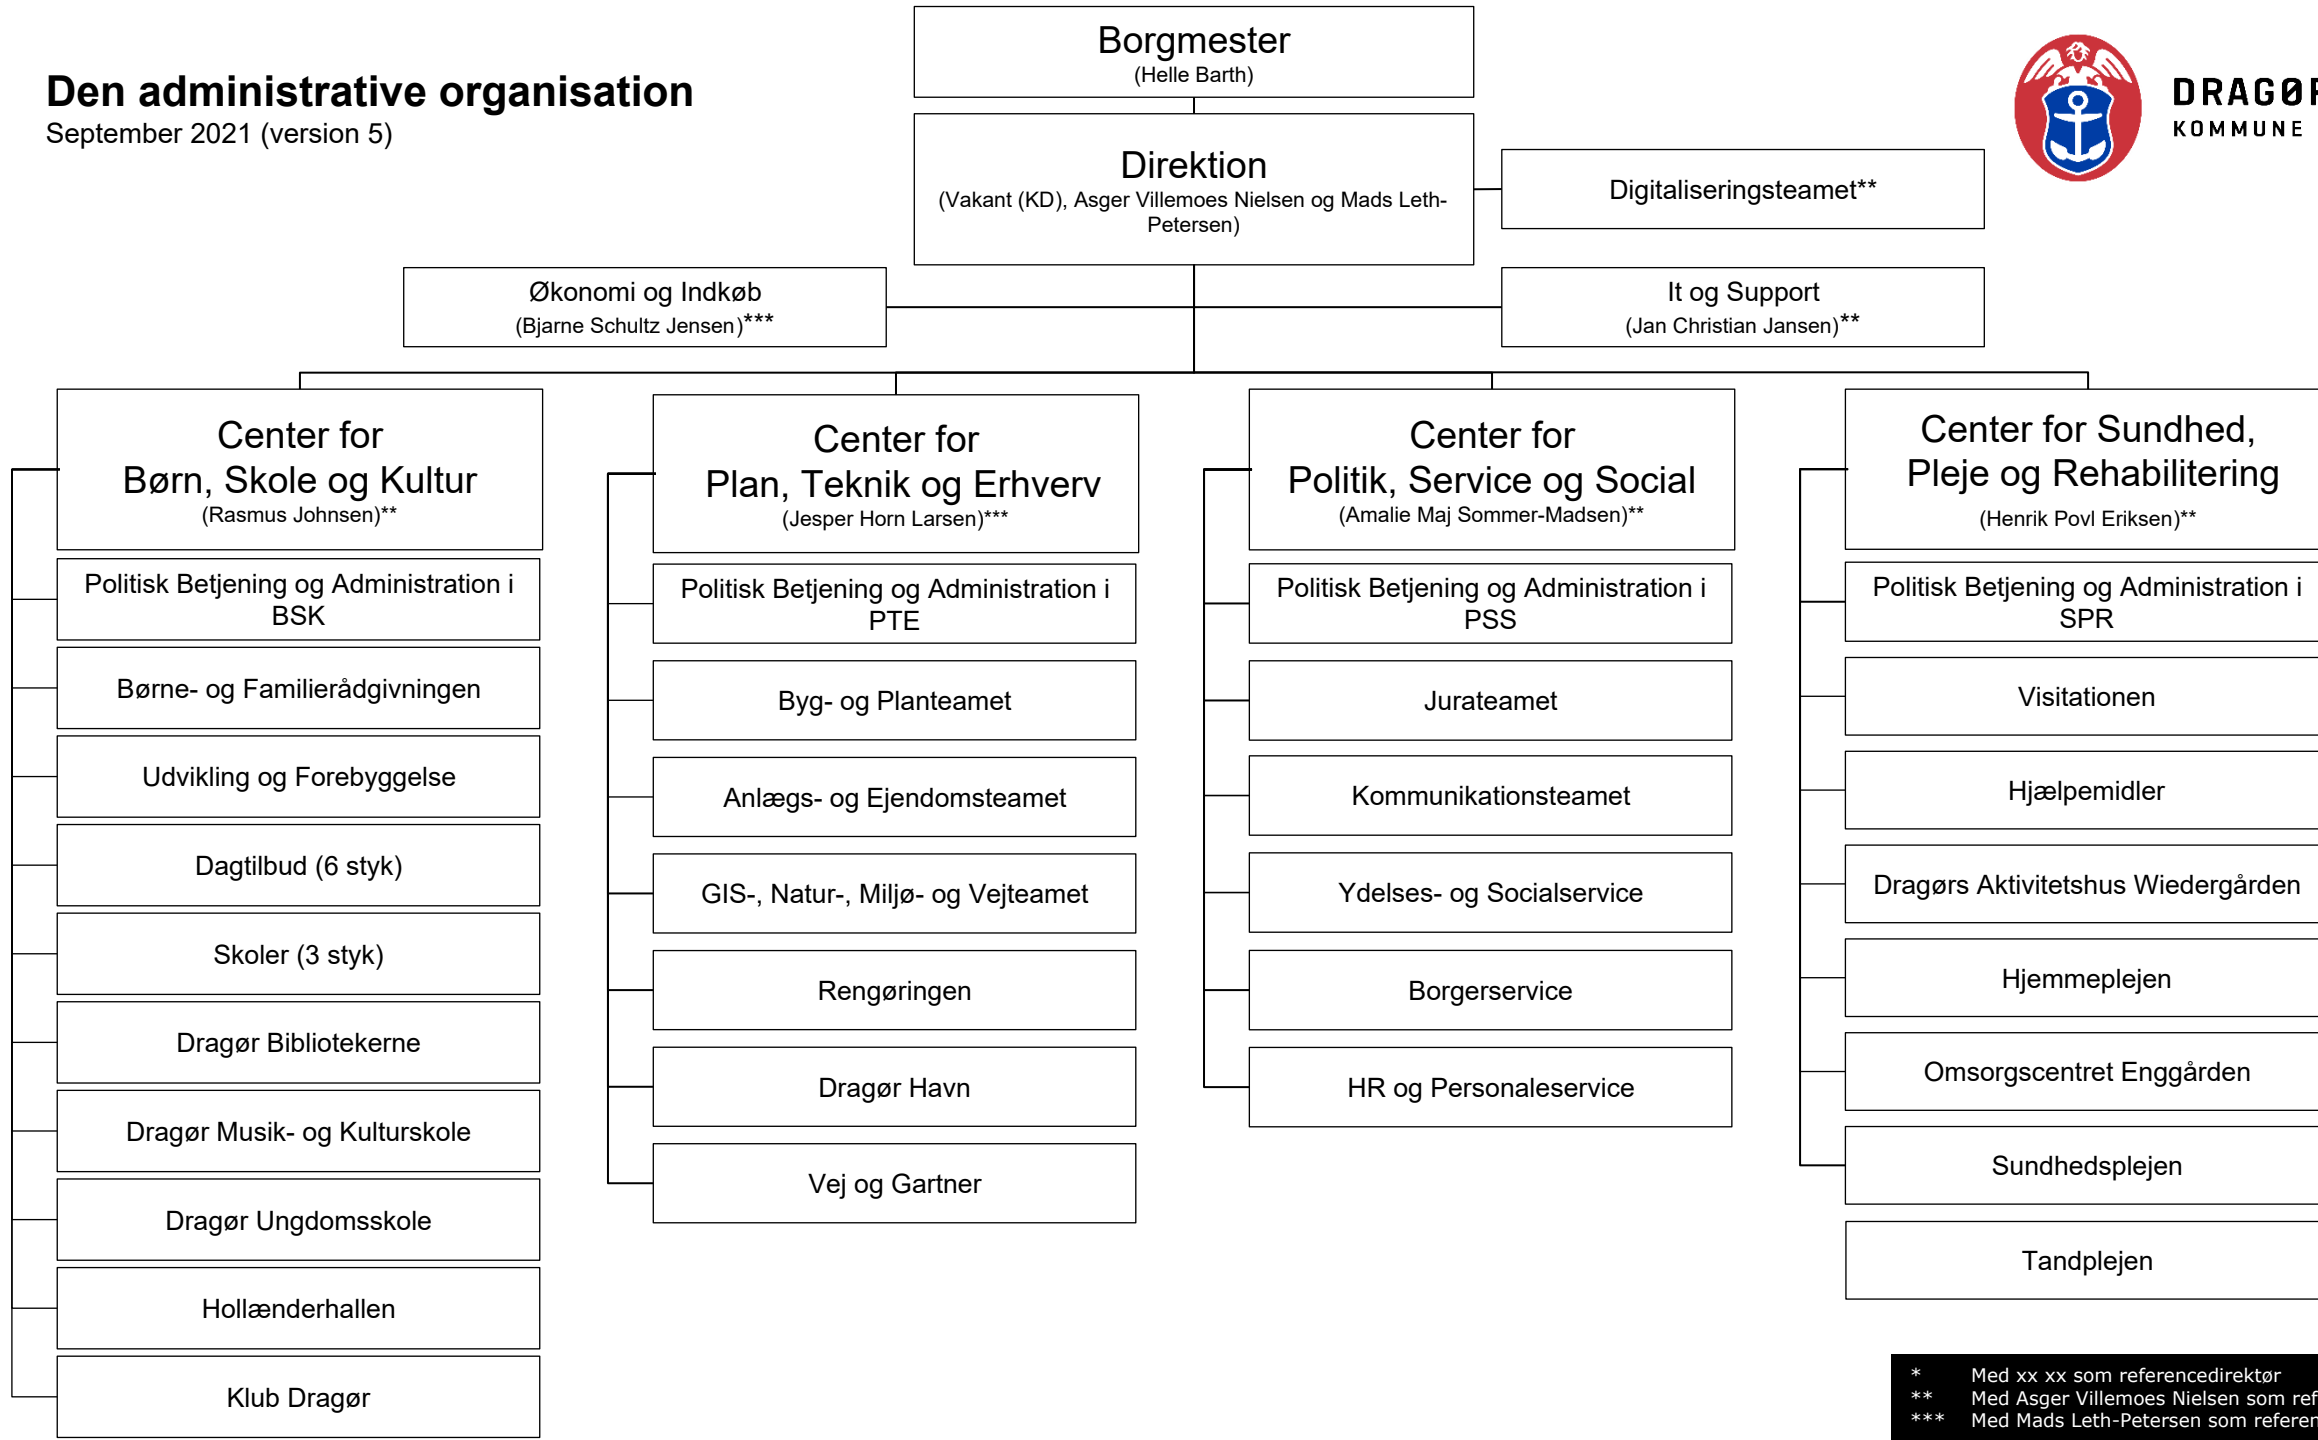 Den administrative organisation
September 2021 (version 5)
Borgmester
(Helle Barth)
DRAGØR
KOMMUNE
Direktion
(Vakant (KD), Asger Villemoes Nielsen og Mads Leth-
Petersen)
Digitaliseringsteamet**
Økonomi og Indkøb
(Bjarne Schultz Jensen)***
It og Support
(Jan Christian Jansen)**
Center for
Børn, Skole og Kultur
(Rasmus Johnsen)**
Politisk Betjening og Administration i
BSK
Børne- og Familierådgivningen
Udvikling og Forebyggelse
Dagtilbud (6 styk)
Skoler (3 styk)
Dragør Bibliotekerne
Dragør Musik- og Kulturskole
Dragør Ungdomsskole
Hollænderhallen
Klub Dragør
Center for
Plan, Teknik og Erhverv
(Jesper Horn Larsen)***
Politisk Betjening og Administration i
PTE
Byg- og Planteamet
Anlægs- og Ejendomsteamet
GIS-, Natur-, Miljø- og Vejteamet
Rengøringen
Dragør Havn
Vej og Gartner
Center for
Politik, Service og Social
(Amalie Maj Sommer-Madsen)**
Politisk Betjening og Administration i
PSS
Jurateamet
Kommunikationsteamet
Ydelses- og Socialservice
Borgerservice
HR og Personaleservice
Center for Sundhed,
Pleje og Rehabilitering
(Henrik Povl Eriksen)**
Politisk Betjening og Administration i
SPR
Visitationen
Hjælpemidler
Dragørs Aktivitetshus Wiedergården
Hjemmeplejen
Omsorgscentret Enggården
Sundhedsplejen
Tandplejen
* Med xx xx som referencedirektør
** Med Asger Villemoes Nielsen som ref
*** Med Mads Leth-Petersen som referen